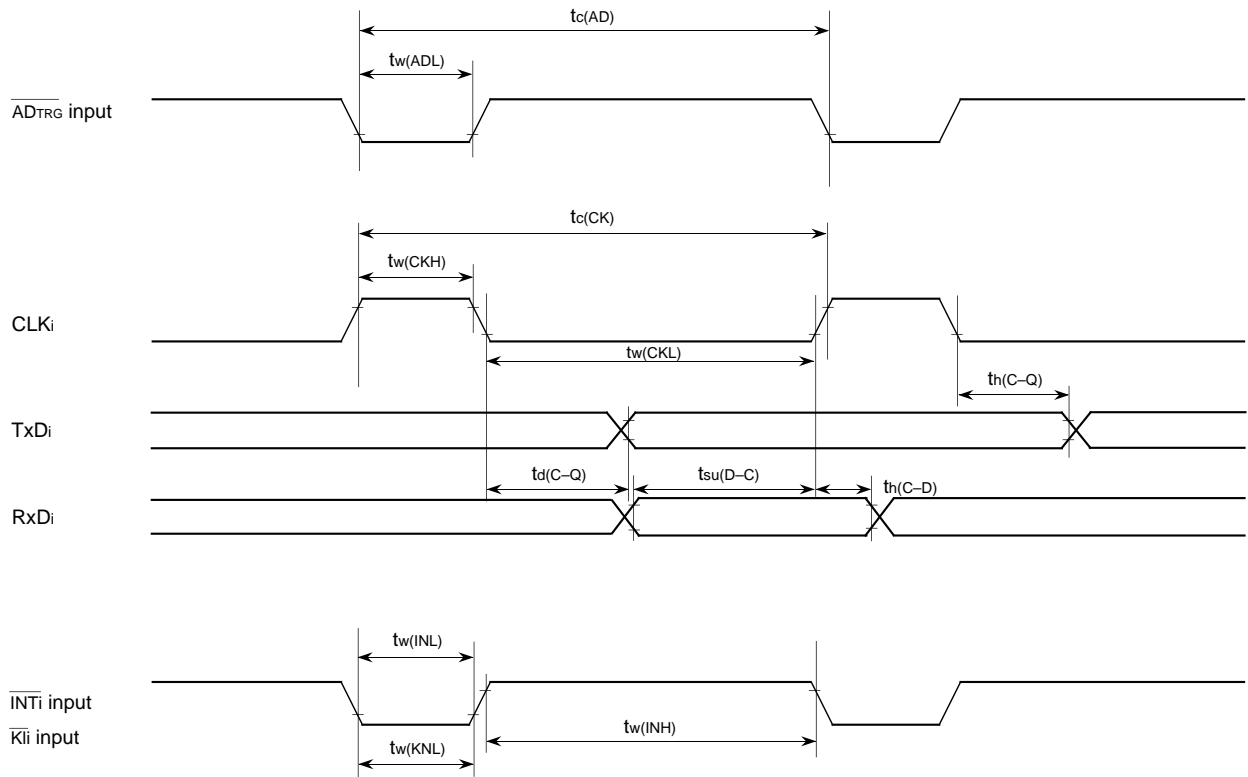 tc(AD)
tw(ADL)
ADTRG input
tc(CK)
tw(CKH)
CLKi
tw(CKL)
th(C–Q)
TxDi
td(C–Q)
tsu(D–C)
th(C–D)
RxDi
tw(INL)
INTi input
KIi input
tw(INH)
tw(KNL)